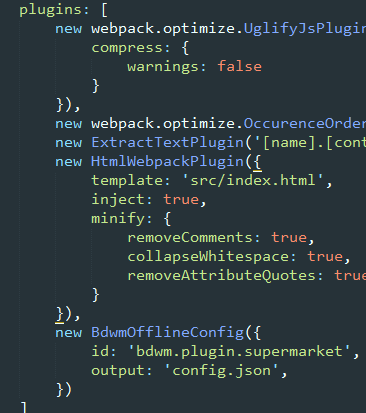 plugins: [
new webpack.optimize.UglifyJsPlugin
compress: {
warnings: false
}
}),
new webpack.optimize.OccurenceOrder
new ExtractTextPlugin('[name].[cont
new HtmlWebpackPlugin({
template: 'src/index.html',
inject: true,
minify: {
removeComments: true,
collapseWhitespace: true,
removeAttributeQuotes: true
}
}),
new BdwmOfflineConfig({
id: 'bdwm.plugin.supermarket',
output: 'config.json',
})
]